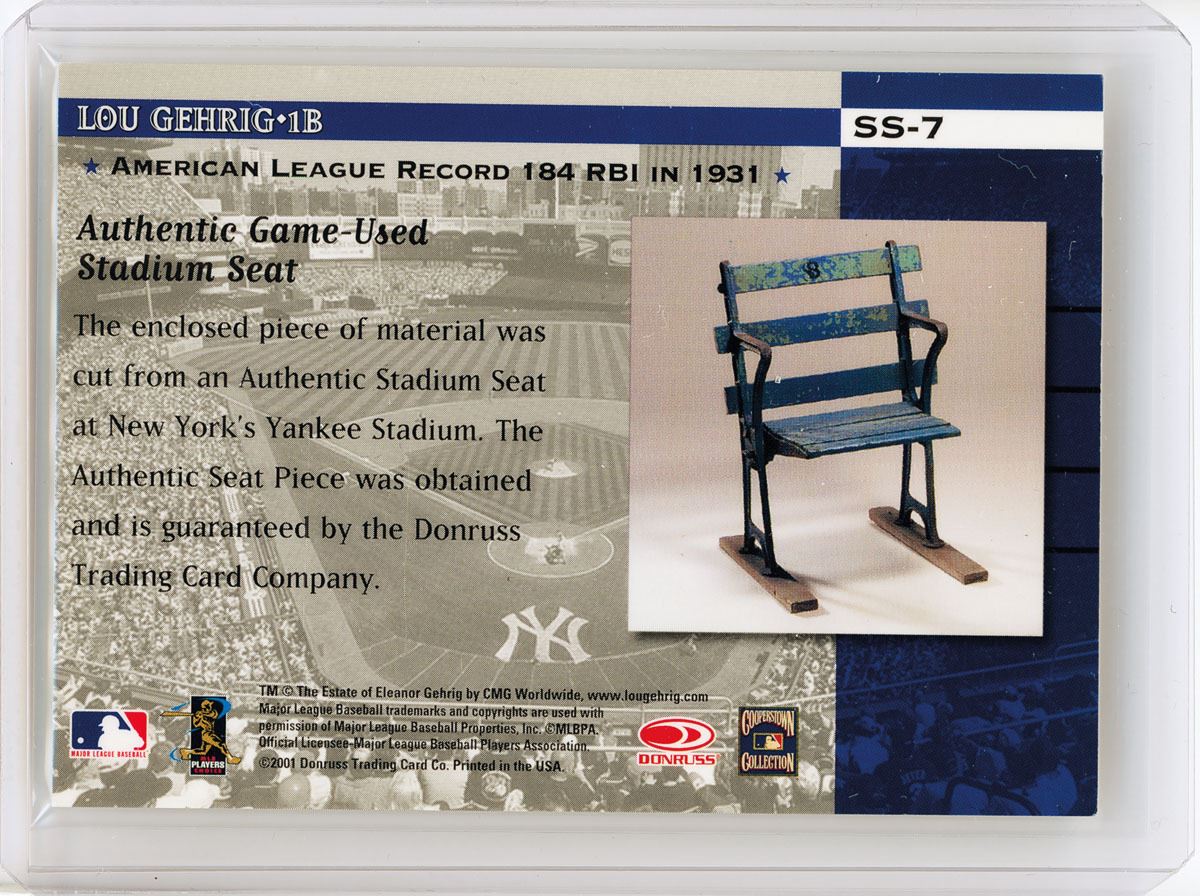 LOU GEHRIG•1B
SS-7
★ AMERICAN LEAGUE RECORD 184 RBI IN 1931 ★
Authentic Game-Used
Stadium Seat
The enclosed piece of material was
cut from an Authentic Stadium Seat
at New York's Yankee Stadium. The
Authentic Seat Piece was obtained
and is guaranteed by the Donruss
Trading Card Company.
8
NY
TM © The Estate of Eleanor Gehrig by CMG Worldwide, www.lougehrig.com
Major League Baseball trademarks and copyrights are used with
permission of Major League Baseball Properties, Inc. ©MLBPA.
Official Licensee-Major League Baseball Players Association.
©2001 Donruss Trading Card Co. Printed in the USA.
MAJOR LEAGUE BASEBALL
MLB
PLAYERS
CHOICE
DONRUSS
COOPERSTOWN
COLLECTION